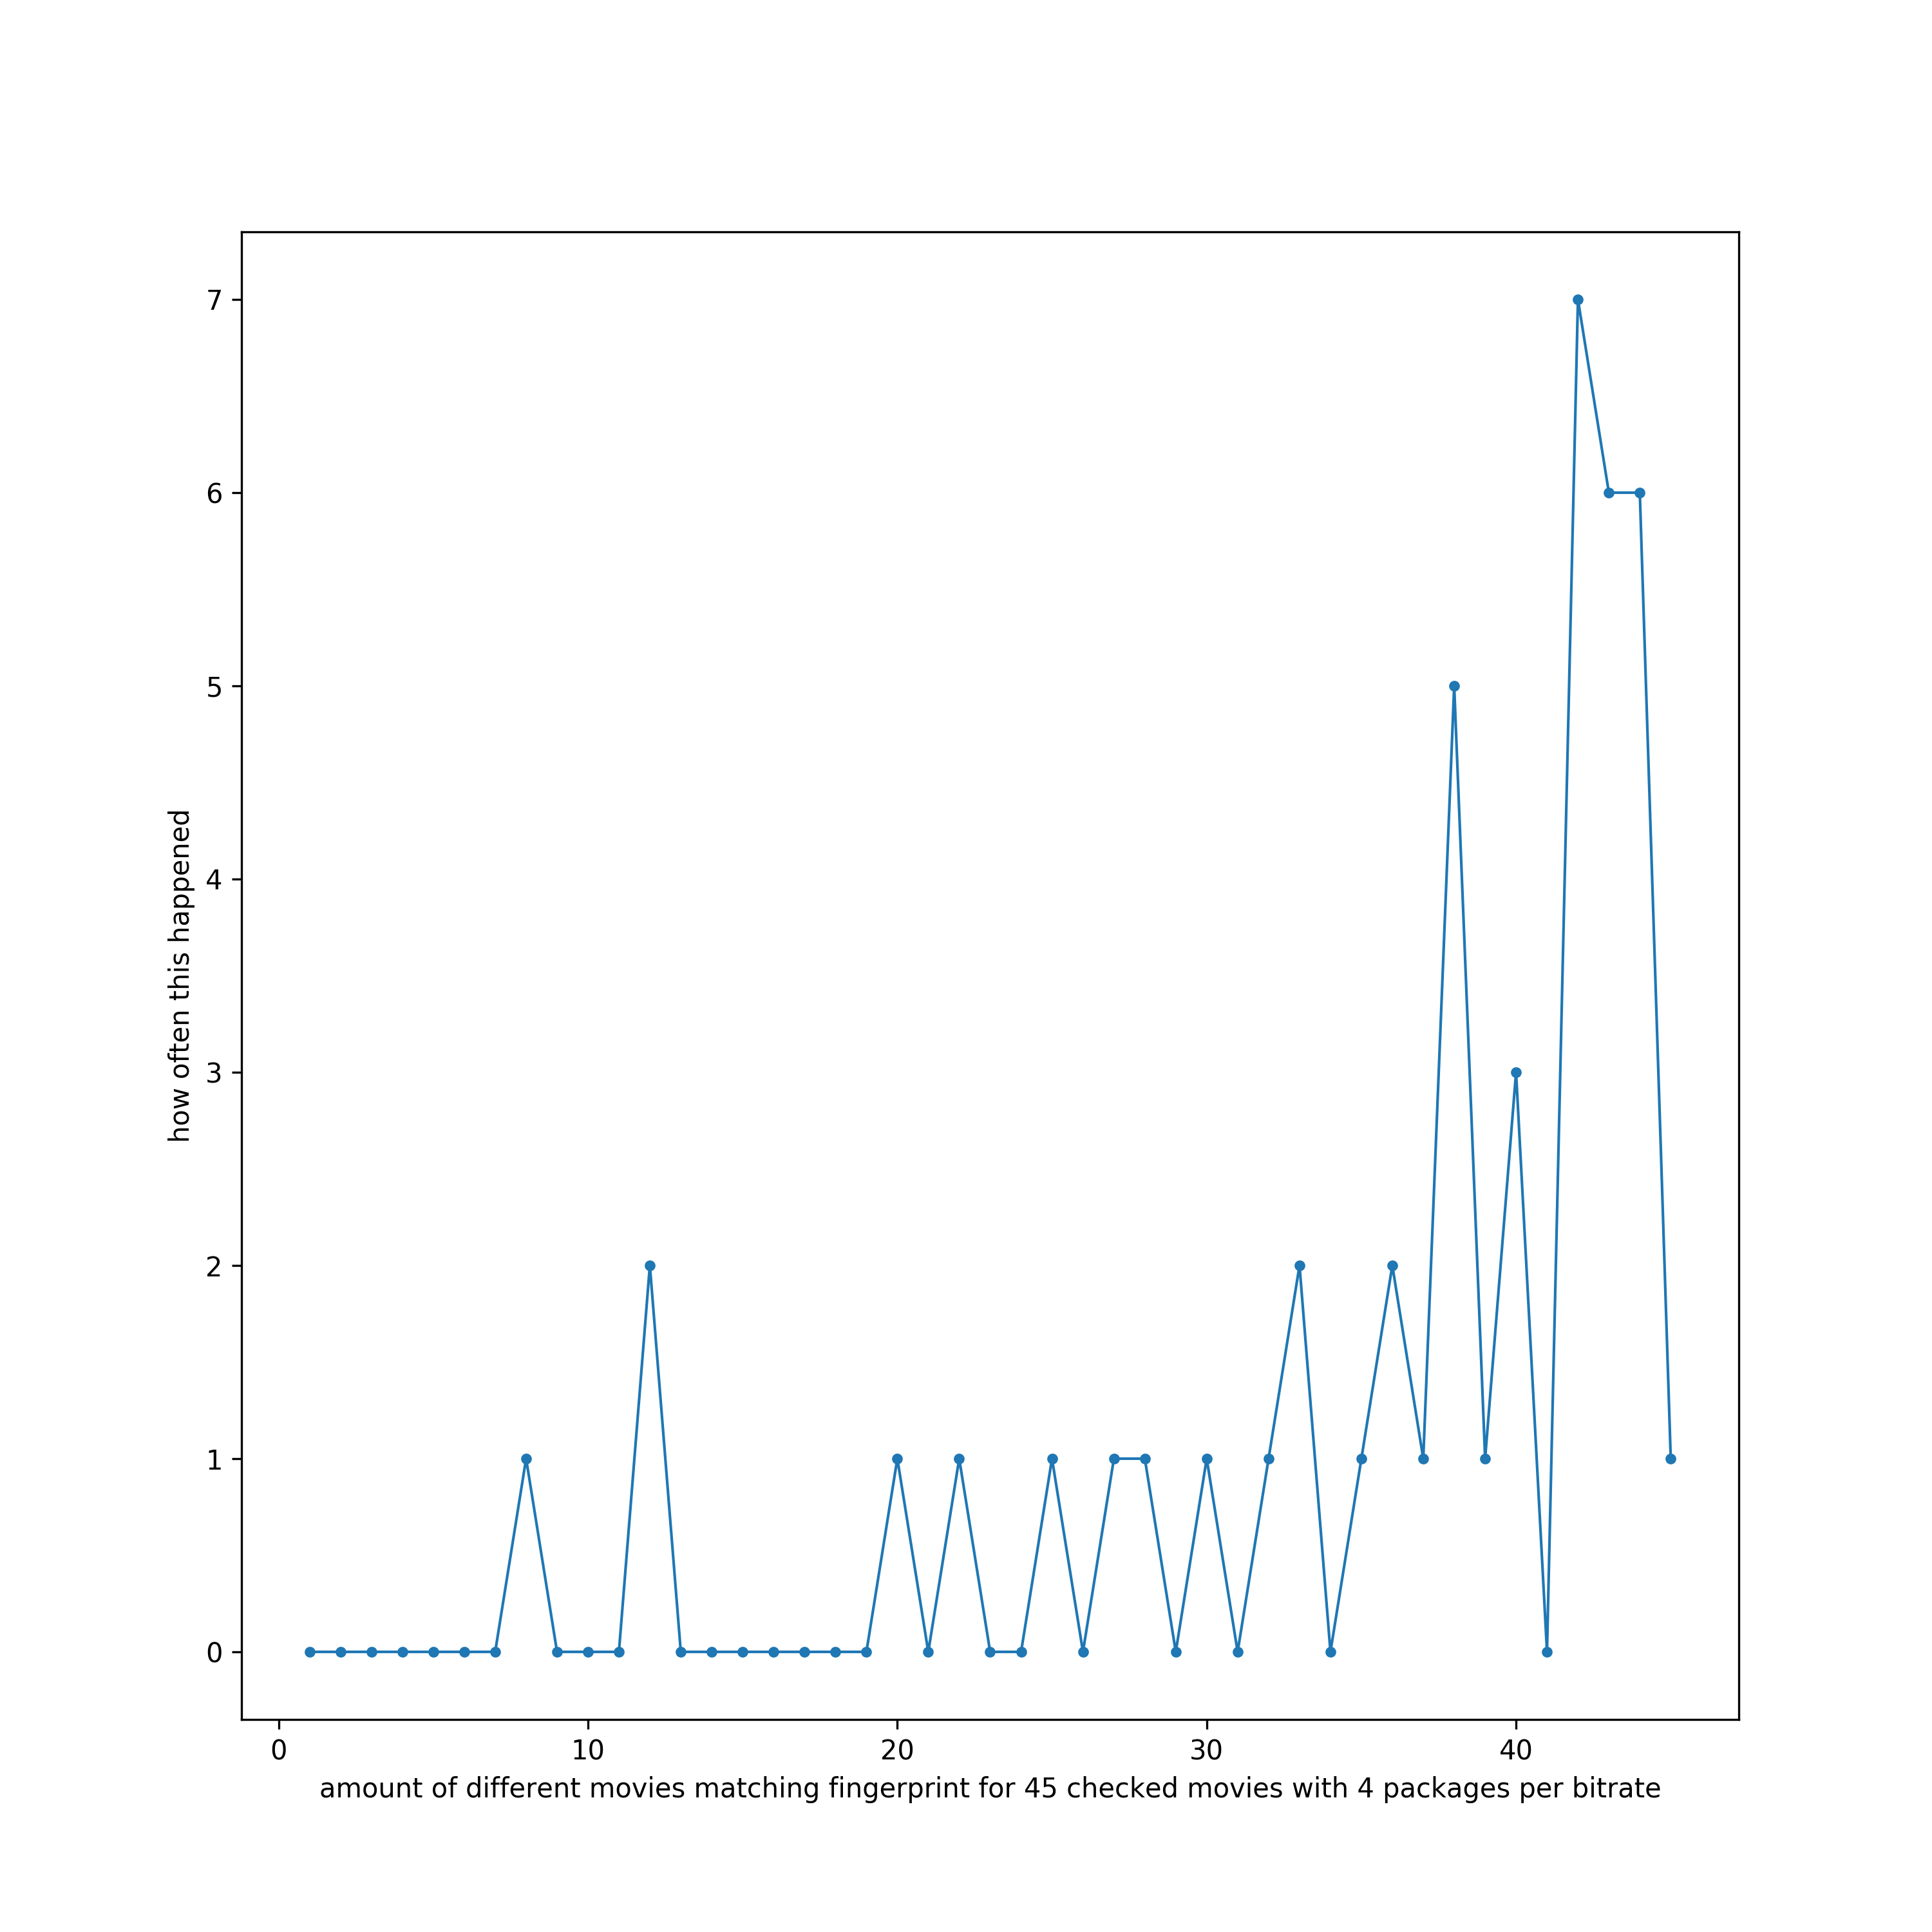 7
6
5
4
3
2
1
0
how often this happened
0 10 20 30 40
amount of different movies matching fingerprint for 45 checked movies with 4 packages per bitrate